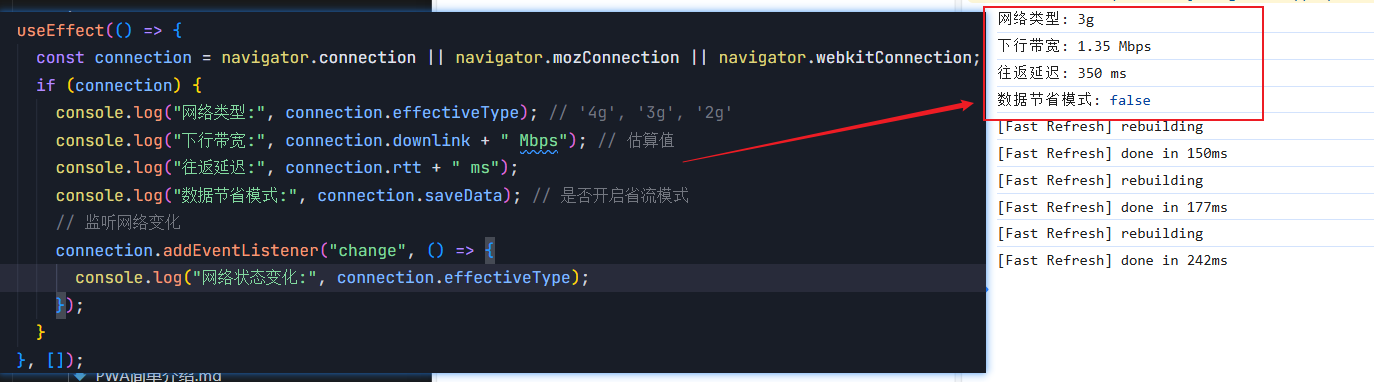 useEffect(() => {
const connection = navigator.connection || navigator.mozConnection || navigator.webkitConnection;
if (connection) {
console.log("网络类型:", connection.effectiveType); // '4g', '3g', '2g'
console.log("下行带宽:", connection.downlink + " Mbps"); // 估算值
console.log("往返延迟:", connection.rtt + " ms");
console.log("数据节省模式:", connection.saveData); // 是否开启省流模式
// 监听网络变化
connection.addEventListener("change", () => {
console.log("网络状态变化:", connection.effectiveType);
});
}
}, []);
PWA简单介绍.md
网络类型: 3g
下行带宽: 1.35 Mbps
往返延迟: 350 ms
数据节省模式: false
[Fast Refresh] rebuilding
[Fast Refresh] done in 150ms
[Fast Refresh] rebuilding
[Fast Refresh] done in 177ms
[Fast Refresh] rebuilding
[Fast Refresh] done in 242ms